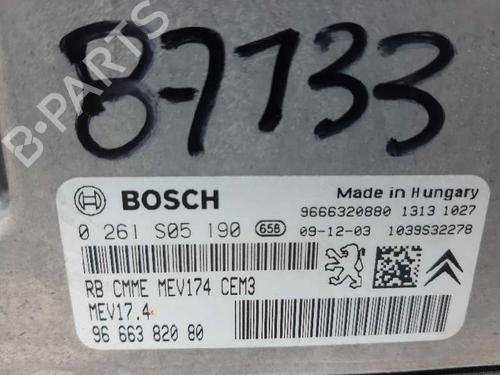 87133
B-PARTS
BOSCH
Made in Hungary
0 261 S05 190 658
9666320880 1313 1027
09-12-03 1039S32278
RB CMME MEV174 CEM3
MEV17.4
96 663 820 80